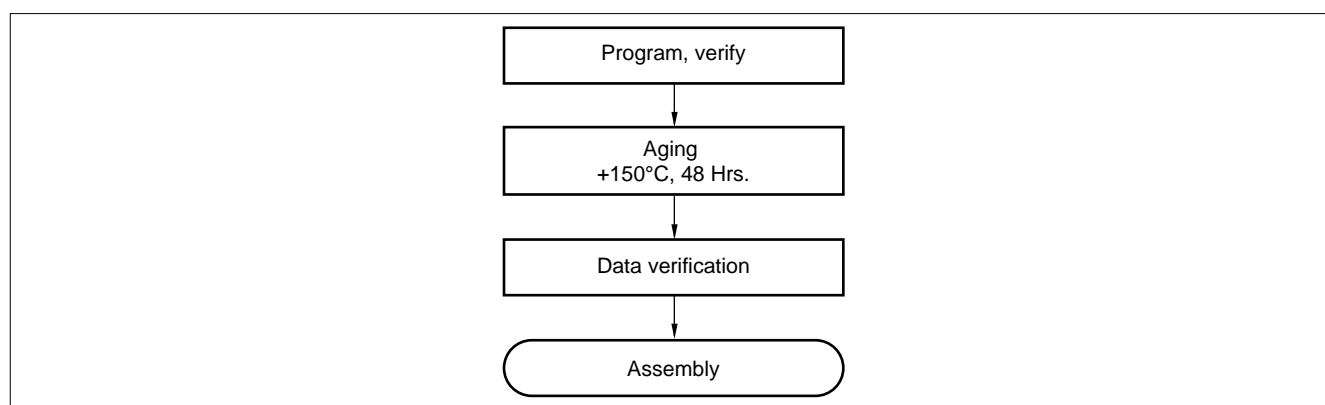 Program, verify
Aging
+150°C, 48 Hrs.
Data verification
Assembly